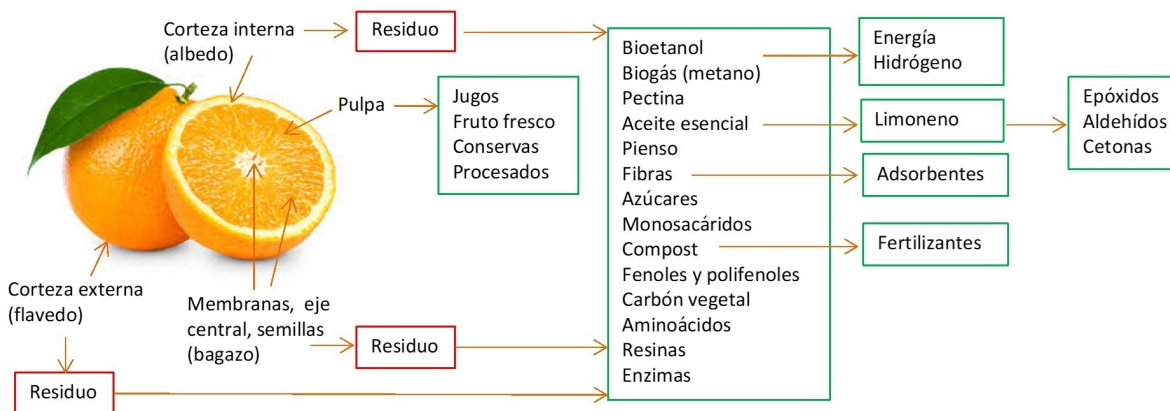 Corteza interna
(albedo)
Residuo
Pulpa
Jugos
Fruto fresco
Conservas
Procesados
Bioetanol
Biogás (metano)
Pectina
Aceite esencial
Pienso
Fibras
Azúcares
Monosacáridos
Compost
Fenoles y polifenoles
Carbón vegetal
Aminoácidos
Resinas
Enzimas
Energía
Hidrógeno
Limoneno
Epóxidos
Aldehídos
Cetonas
Adsorbentes
Fertilizantes
Corteza externa
(flavedo)
Residuo
Membranas, eje
central, semillas
(bagazo)
Residuo